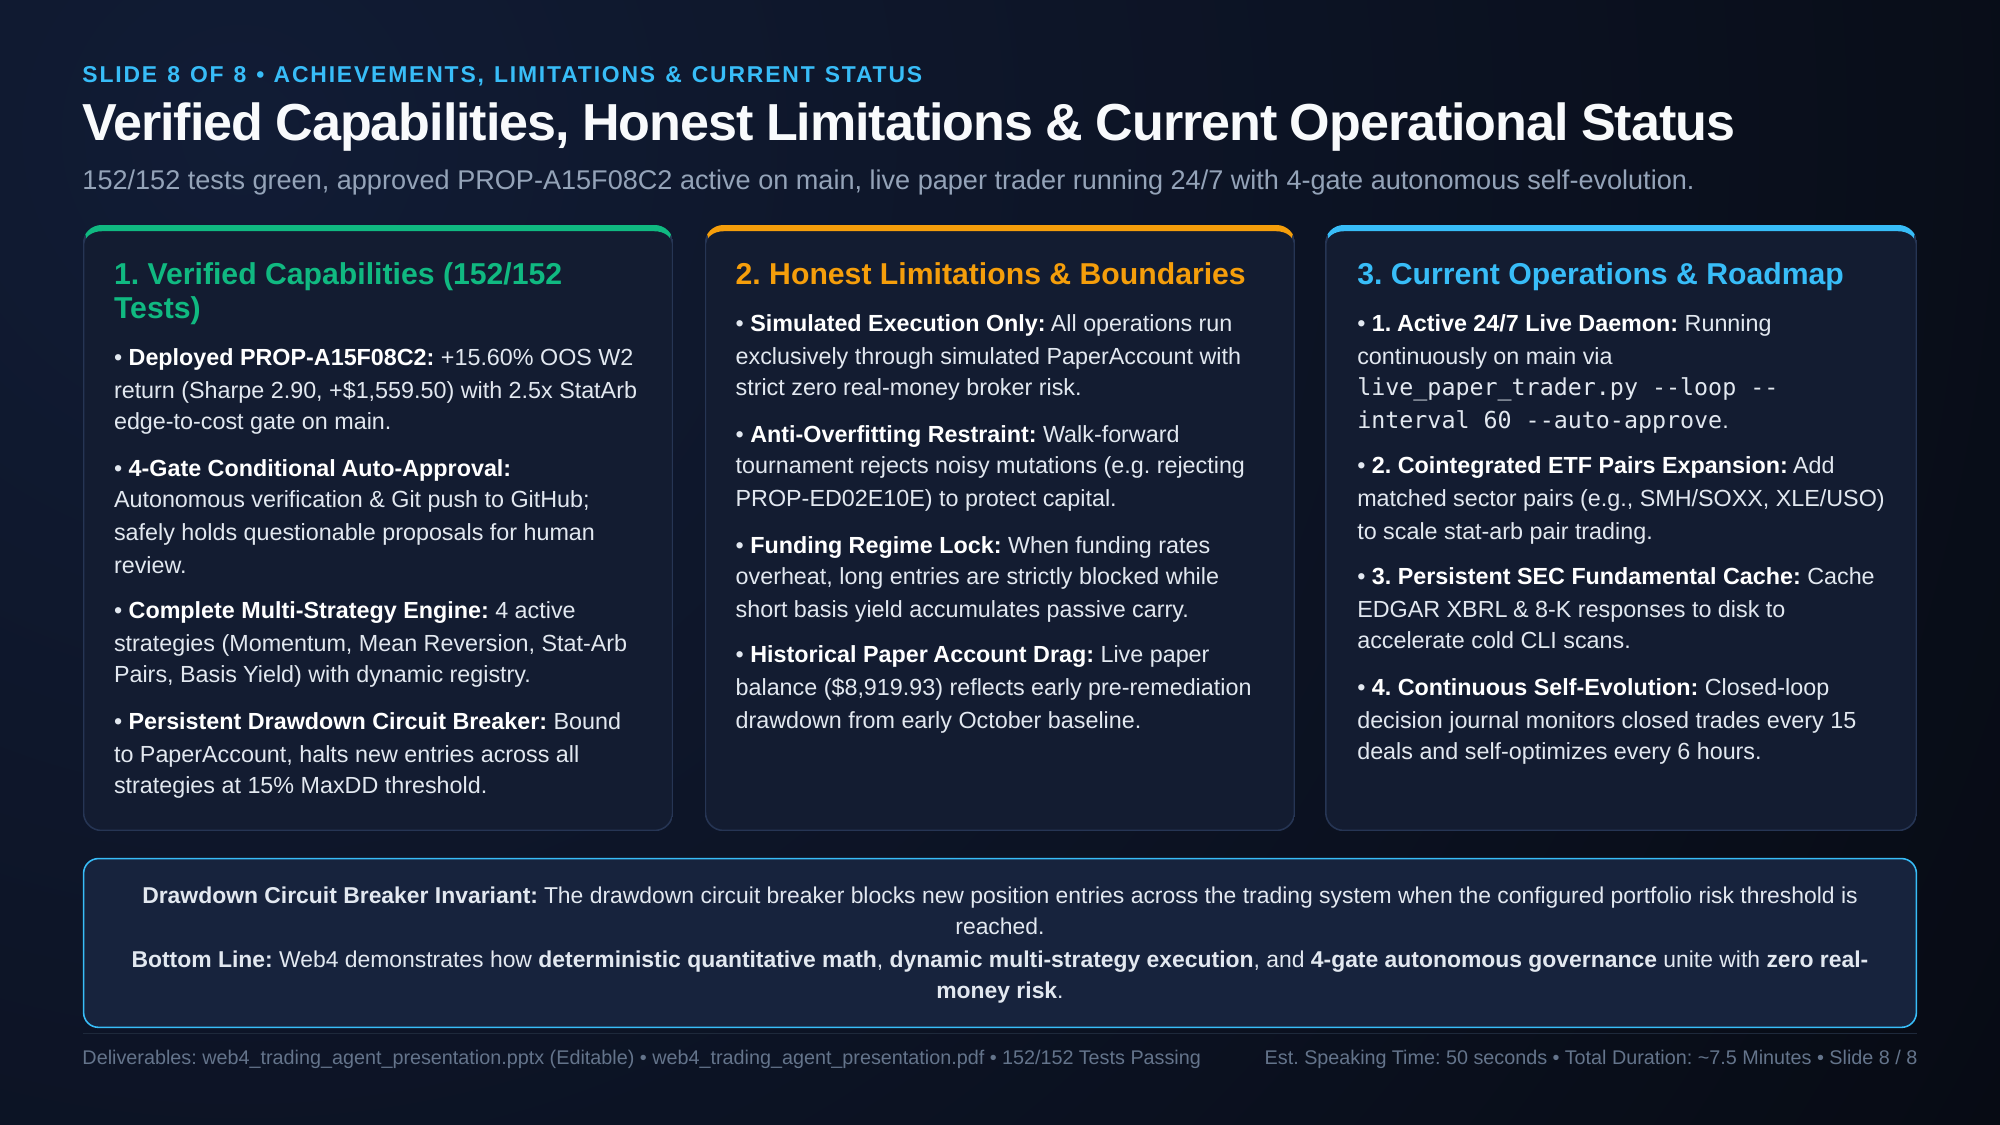 SLIDE 8 OF 8 • ACHIEVEMENTS, LIMITATIONS & CURRENT STATUS
Verified Capabilities, Honest Limitations & Current Operational Status
152/152 tests green, approved PROP-A15F08C2 active on main, live paper trader running 24/7 with 4-gate autonomous self-evolution.
1. Verified Capabilities (152/152
Tests)
• Deployed PROP-A15F08C2: +15.60% OOS W2
return (Sharpe 2.90, +$1,559.50) with 2.5x StatArb
edge-to-cost gate on main.
• 4-Gate Conditional Auto-Approval:
Autonomous verification & Git push to GitHub;
safely holds questionable proposals for human
review.
• Complete Multi-Strategy Engine: 4 active
strategies (Momentum, Mean Reversion, Stat-Arb
Pairs, Basis Yield) with dynamic registry.
• Persistent Drawdown Circuit Breaker: Bound
to PaperAccount, halts new entries across all
strategies at 15% MaxDD threshold.
2. Honest Limitations & Boundaries
• Simulated Execution Only: All operations run
exclusively through simulated PaperAccount with
strict zero real-money broker risk.
• Anti-Overfitting Restraint: Walk-forward
tournament rejects noisy mutations (e.g. rejecting
PROP-ED02E10E) to protect capital.
• Funding Regime Lock: When funding rates
overheat, long entries are strictly blocked while
short basis yield accumulates passive carry.
• Historical Paper Account Drag: Live paper
balance ($8,919.93) reflects early pre-remediation
drawdown from early October baseline.
3. Current Operations & Roadmap
• 1. Active 24/7 Live Daemon: Running
continuously on main via
live_paper_trader.py --loop --
interval 60 --auto-approve.
• 2. Cointegrated ETF Pairs Expansion: Add
matched sector pairs (e.g., SMH/SOXX, XLE/USO)
to scale stat-arb pair trading.
• 3. Persistent SEC Fundamental Cache: Cache
EDGAR XBRL & 8-K responses to disk to
accelerate cold CLI scans.
• 4. Continuous Self-Evolution: Closed-loop
decision journal monitors closed trades every 15
deals and self-optimizes every 6 hours.
Drawdown Circuit Breaker Invariant: The drawdown circuit breaker blocks new position entries across the trading system when the configured portfolio risk threshold is
reached.
Bottom Line: Web4 demonstrates how deterministic quantitative math, dynamic multi-strategy execution, and 4-gate autonomous governance unite with zero real-
money risk.
Deliverables: web4_trading_agent_presentation.pptx (Editable) • web4_trading_agent_presentation.pdf • 152/152 Tests Passing
Est. Speaking Time: 50 seconds • Total Duration: ~7.5 Minutes • Slide 8 / 8